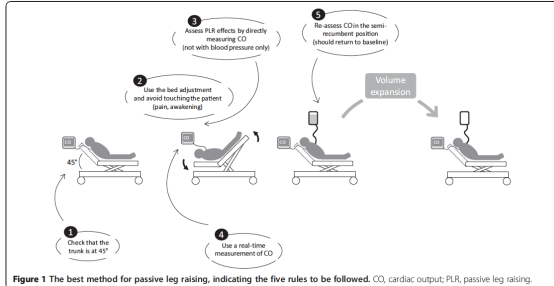 3
Assess PLR effects by directly
measuring CO
(not with blood pressure only)
5
Re-assess CO in the semi-
recumbent position
(should return to baseline)
2
Use the bed adjustment
and avoid touching the patient
(pain, awakening)
Volume
expansion
CO
CO
CO
CO
45°
1
Check that the
trunk is at 45°
4
Use a real-time
measurement of CO
Figure 1 The best method for passive leg raising, indicating the five rules to be followed. CO, cardiac output; PLR, passive leg raising.